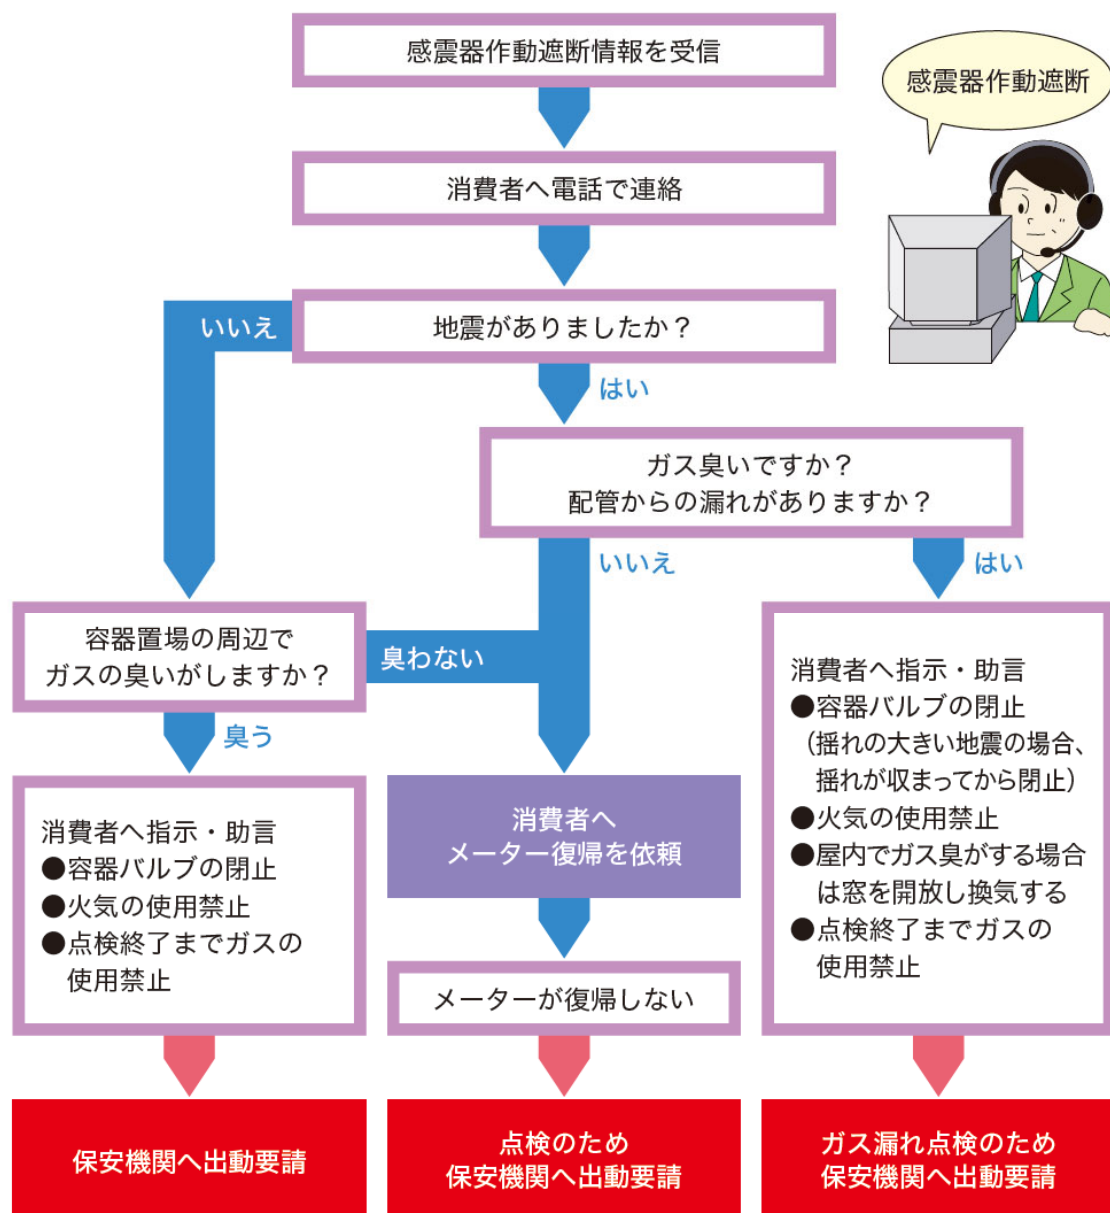 感震器作動遮断情報を受信
感震器作動遮断
消費者へ電話で連絡
地震がありましたか？
いいえ
はい
ガス臭いですか？
配管からの漏れがありますか？
いいえ
はい
容器置場の周辺で
ガスの臭いがしますか？
臭わない
臭う
消費者へ指示・助言
●容器バルブの閉止
●火気の使用禁止
●点検終了までガスの
使用禁止
消費者へ
メーター復帰を依頼
メーターが復帰しない
消費者へ指示・助言
●容器バルブの閉止
（揺れの大きい地震の場合、
揺れが収まってから閉止）
●火気の使用禁止
●屋内でガス臭がする場合
は窓を開放し換気する
●点検終了までガスの
使用禁止
保安機関へ出動要請
点検のため
保安機関へ出動要請
ガス漏れ点検のため
保安機関へ出動要請